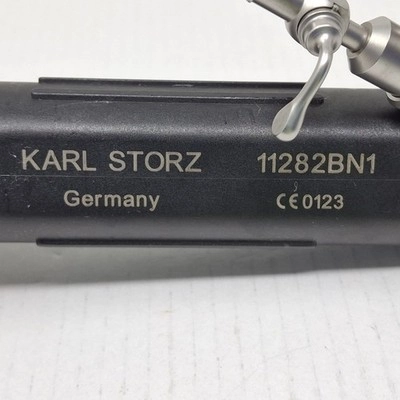 KARL STORZ 11282BN1
Germany CE0123